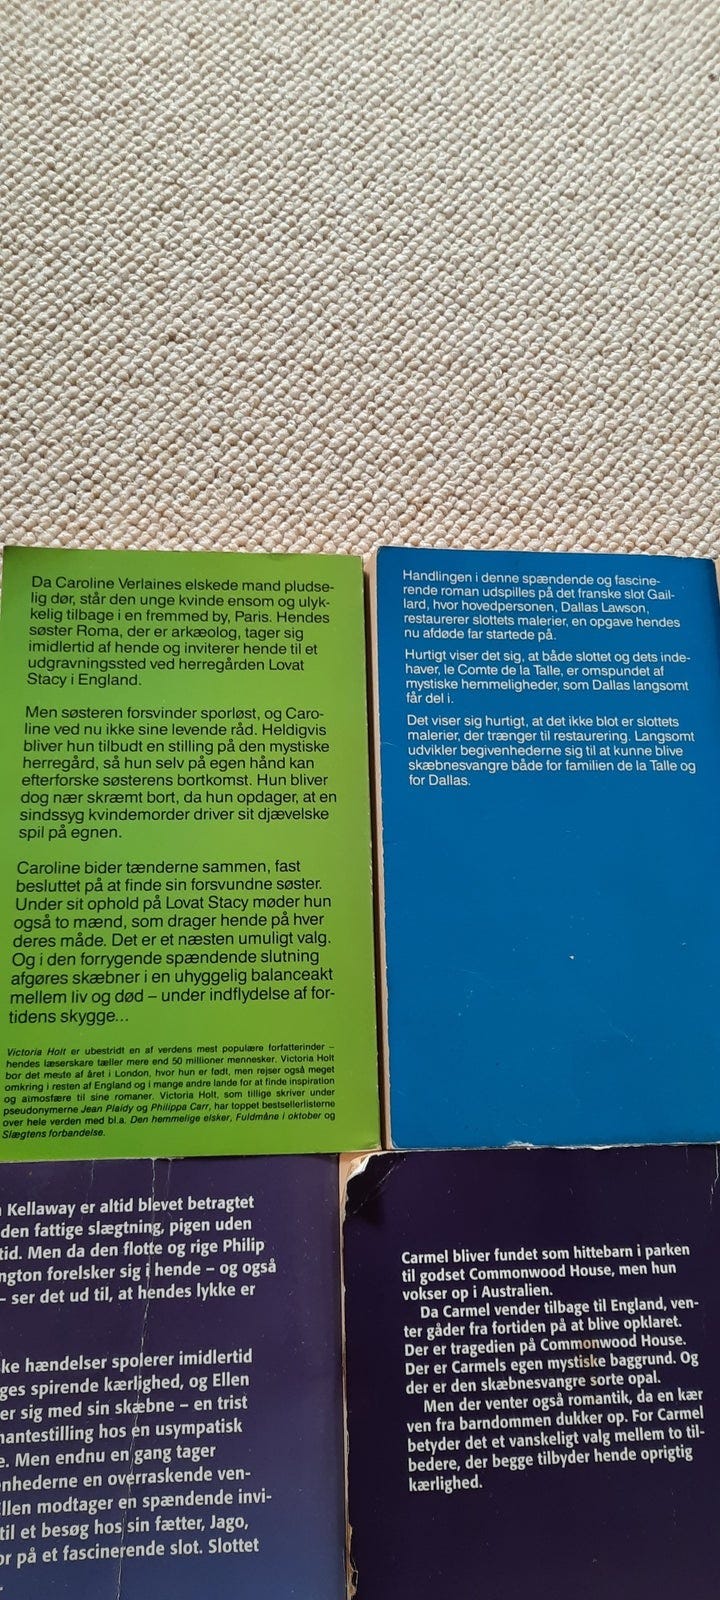 Da Caroline Verlaines elskede mand pludse-
lig dør, står den unge kvinde ensom og ulyk-
kelig tilbage i en fremmed by, Paris. Hendes
søster Roma, der er arkæolog, tager sig
imidlertid af hende og inviterer hende til et
udgravningssted ved herregården Lovat
Stacy i England.
Men søsteren forsvinder sporløst, og Caro-
line ved nu ikke sine levende råd. Heldigvis
bliver hun tilbudt en stilling på den mystiske
herregård, så hun selv på egen hånd kan
efterforske søsterens bortkomst. Hun bliver
dog nær skræmt bort, da hun opdager, at en
sindssyg kvindemorder driver sit djævelske
spil på egnen.
Caroline bider tænderne sammen, fast
besluttet på at finde sin forsvundne søster.
Under sit ophold på Lovat Stacy møder hun
også to mænd, som drager hende på hver
deres måde. Det er et næsten umuligt valg.
Og i den forrygende spændende slutning
afgøres skæbner i en uhyggelig balanceakt
mellem liv og død – under indflydelse af for-
tidens skygge...
Victoria Holt er ubestridt en af verdens mest populære forfatterinder –
hendes læserskare tæller mere end 50 millioner mennesker. Victoria Holt
bor det meste af året i London, hvor hun er født, men rejser også meget
omkring i resten af England og i mange andre lande for at finde inspiration
og atmosfære til sine romaner. Victoria Holt, som tillige skriver under
pseudonymerne Jean Plaidy og Philippa Carr, har toppet bestsellerlisterne
over hele verden med bl.a. Den hemmelige elsker, Fuldmåne i oktober og
Slægtens forbandelse.
Handlingen i denne spændende og fascine-
rende roman udspilles på det franske slot Gail-
lard, hvor hovedpersonen, Dallas Lawson,
restaurerer slottets malerier, en opgave hendes
nu afdøde far startede på.
Hurtigt viser det sig, at både slottet og dets inde-
haver, le Comte de la Talle, er omspundet af
mystiske hemmeligheder, som Dallas langsomt
får del i.
Det viser sig hurtigt, at det ikke blot er slottets
malerier, der trænger til restaurering. Langsomt
udvikler begivenhederne sig til at kunne blive
skæbnesvangre både for familien de la Talle og
for Dallas.
Kellaway er altid blevet betragtet
den fattige slægtning, pigen uden
tid. Men da den flotte og rige Philip
ngton forelsker sig i hende – og også
– ser det ud til, at hendes lykke er
ke hændelser spolerer imidlertid
ges spirende kærlighed, og Ellen
er sig med sin skæbne – en trist
nantestilling hos en usympatisk
e. Men endnu en gang tager
enhederne en overraskende ven-
llen modtager en spændende invi-
til et besøg hos sin fætter, Jago,
or på et fascinerende slot. Slottet
Carmel bliver fundet som hittebarn i parken
til godset Commonwood House, men hun
vokser op i Australien.
Da Carmel vender tilbage til England, ven-
ter gåder fra fortiden på at blive opklaret.
Der er tragedien på Commonwood House.
Der er Carmels egen mystiske baggrund. Og
der er den skæbnesvangre sorte opal.
Men der venter også romantik, da en kær
ven fra barndommen dukker op. For Carmel
betyder det et vanskeligt valg mellem to til-
bedere, der begge tilbyder hende oprigtig
kærlighed.